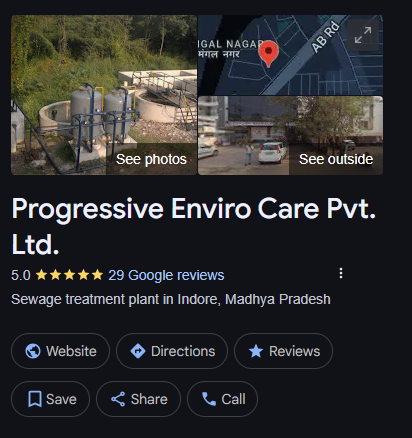 IGAL NAGAR
मंगल नगर
AB Rd
See photos
See outside
Progressive Enviro Care Pvt.
Ltd.
5.0 ★★★★★ 29 Google reviews
Sewage treatment plant in Indore, Madhya Pradesh
Website Directions Reviews
Save Share Call